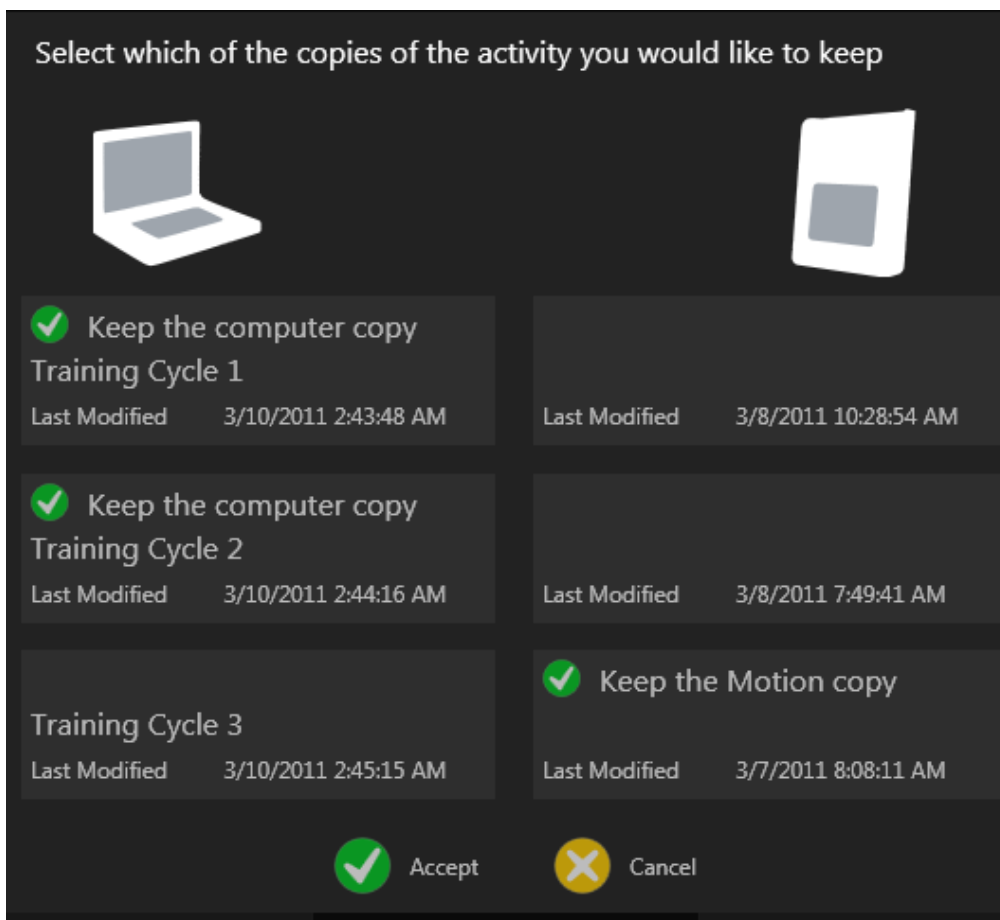 Select which of the copies of the activity you would like to keep
Keep the computer copy
Training Cycle 1
Last Modified 3/10/2011 2:43:48 AM
Last Modified 3/8/2011 10:28:54 AM
Keep the computer copy
Training Cycle 2
Last Modified 3/10/2011 2:44:16 AM
Last Modified 3/8/2011 7:49:41 AM
Training Cycle 3
Last Modified 3/10/2011 2:45:15 AM
Keep the Motion copy
Last Modified 3/7/2011 8:08:11 AM
Accept
Cancel